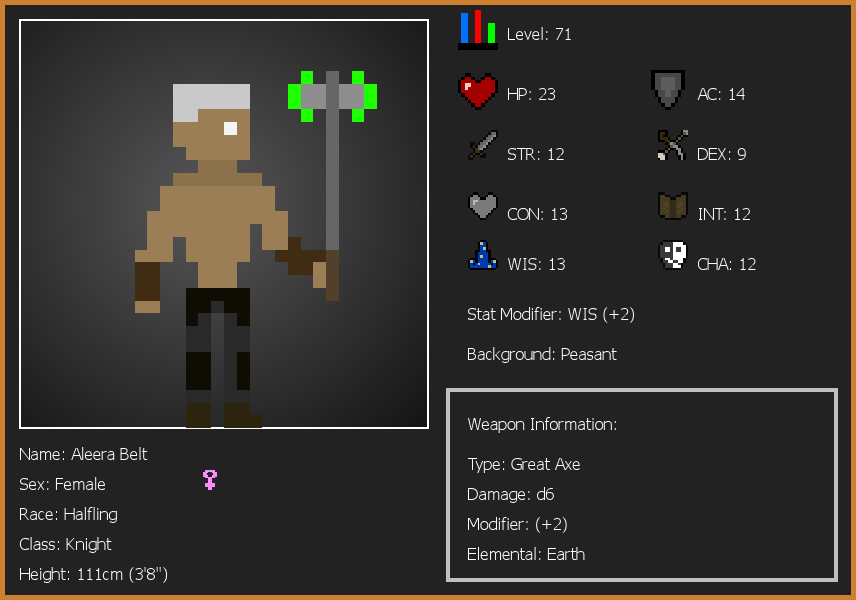 Level: 71
HP: 23
AC: 14
STR: 12
DEX: 9
CON: 13
INT: 12
WIS: 13
CHA: 12
Stat Modifier: WIS (+2)
Background: Peasant
Weapon Information:
Type: Great Axe
Damage: d6
Modifier: (+2)
Elemental: Earth
Name: Aleera Belt
Sex: Female
Race: Halfling
Class: Knight
Height: 111cm (3'8")